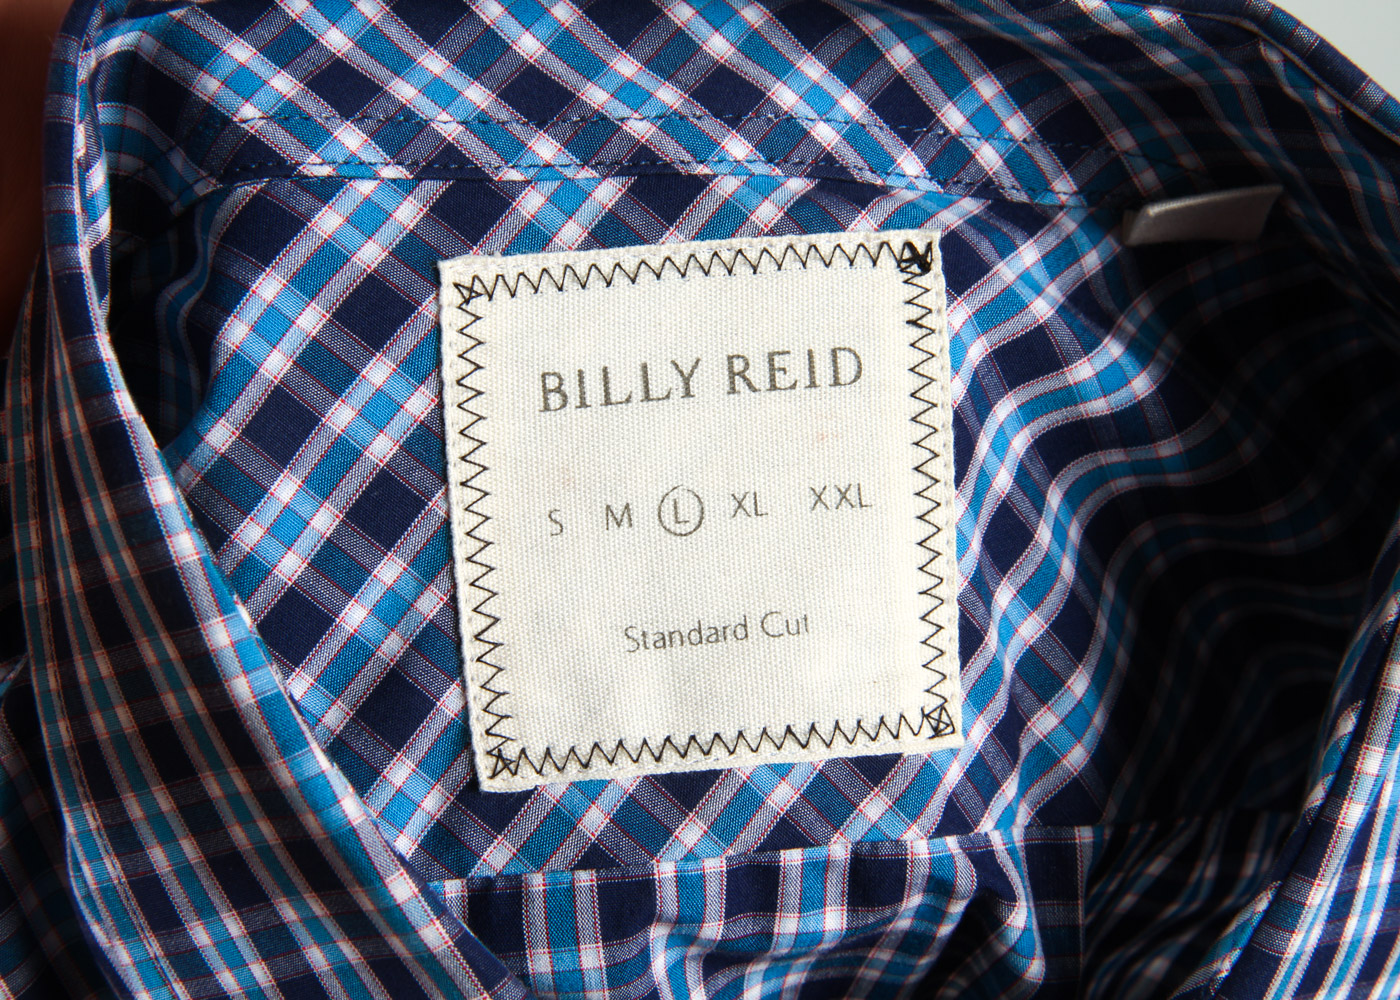 BILLY REID
S M L XL XXL
Standard Cut